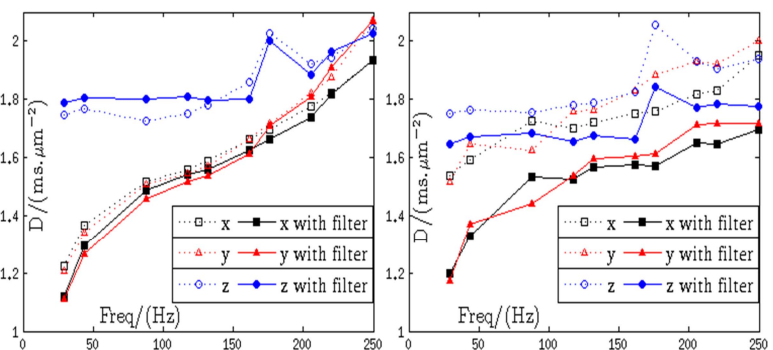 2
1.8
1.6
1.4
1.2
1
D/(ms.μm⁻²)
x x with filter
y y with filter
z z with filter
Freq/(Hz)
0 50 100 150 200 250
2
1.8
1.6
1.4
1.2
1
D/(ms.μm⁻²)
x x with filter
y y with filter
z z with filter
Freq/(Hz)
0 50 100 150 200 250